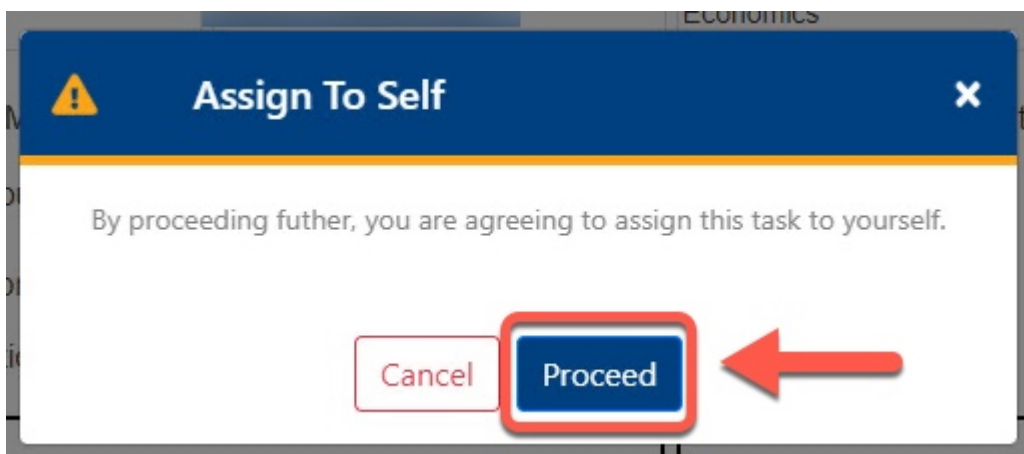 Economics
Assign To Self
By proceeding futher, you are agreeing to assign this task to yourself.
Cancel
Proceed